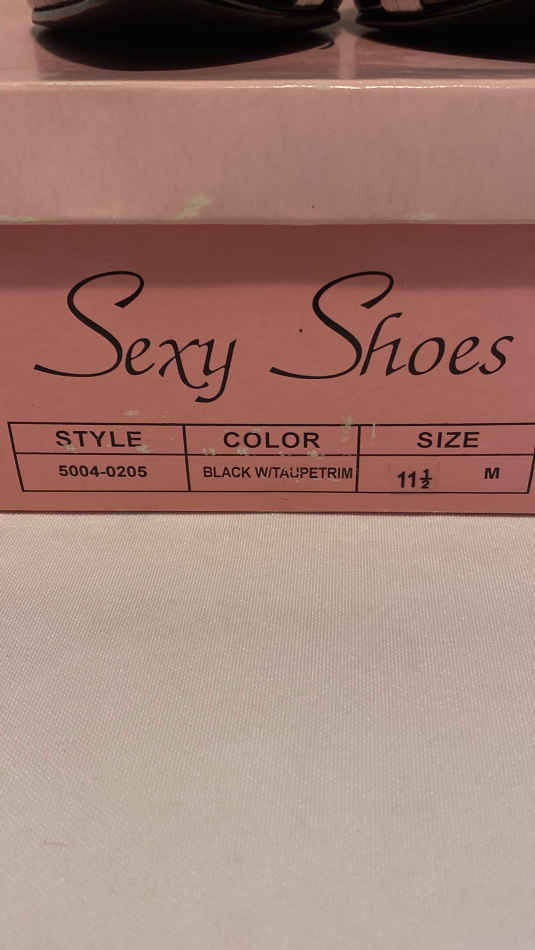 Sexy Shoes
STYLE COLOR SIZE
5004-0205 BLACK W/TAUPETRIM 11½ M